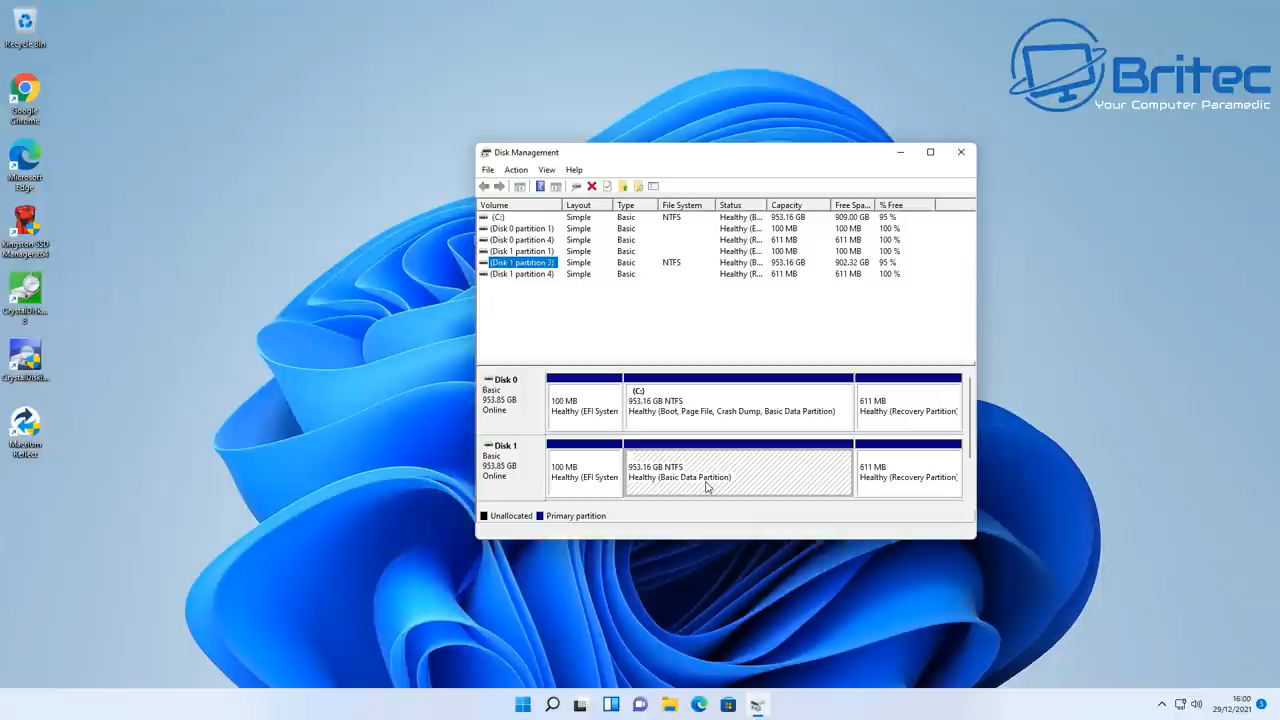 Recycle Bin
Google
Chrome
Microsoft
Edge
Kingston SSD
Manager.x64
CrystalDisk...
8
CrystalDiskI...
Macrium
Reflect
Britec
Your Computer Paramedic
Disk Management
File Action View Help
Volume Layout Type File System Status Capacity Free Spa... % Free
(C:) Simple Basic NTFS Healthy (B... 953.16 GB 909.00 GB 95 %
(Disk 0 partition 1) Simple Basic Healthy (E... 100 MB 100 MB 100 %
(Disk 0 partition 4) Simple Basic Healthy (R... 611 MB 611 MB 100 %
(Disk 1 partition 1) Simple Basic Healthy (E... 100 MB 100 MB 100 %
(Disk 1 partition 3) Simple Basic NTFS Healthy (B... 953.16 GB 902.32 GB 95 %
(Disk 1 partition 4) Simple Basic Healthy (R... 611 MB 611 MB 100 %
Disk 0
Basic
953.85 GB
Online
100 MB
Healthy (EFI System
(C:)
953.16 GB NTFS
Healthy (Boot, Page File, Crash Dump, Basic Data Partition)
611 MB
Healthy (Recovery Partition)
Disk 1
Basic
953.85 GB
Online
100 MB
Healthy (EFI System
953.16 GB NTFS
Healthy (Basic Data Partition)
611 MB
Healthy (Recovery Partition)
Unallocated Primary partition
16:00
29/12/2021
3